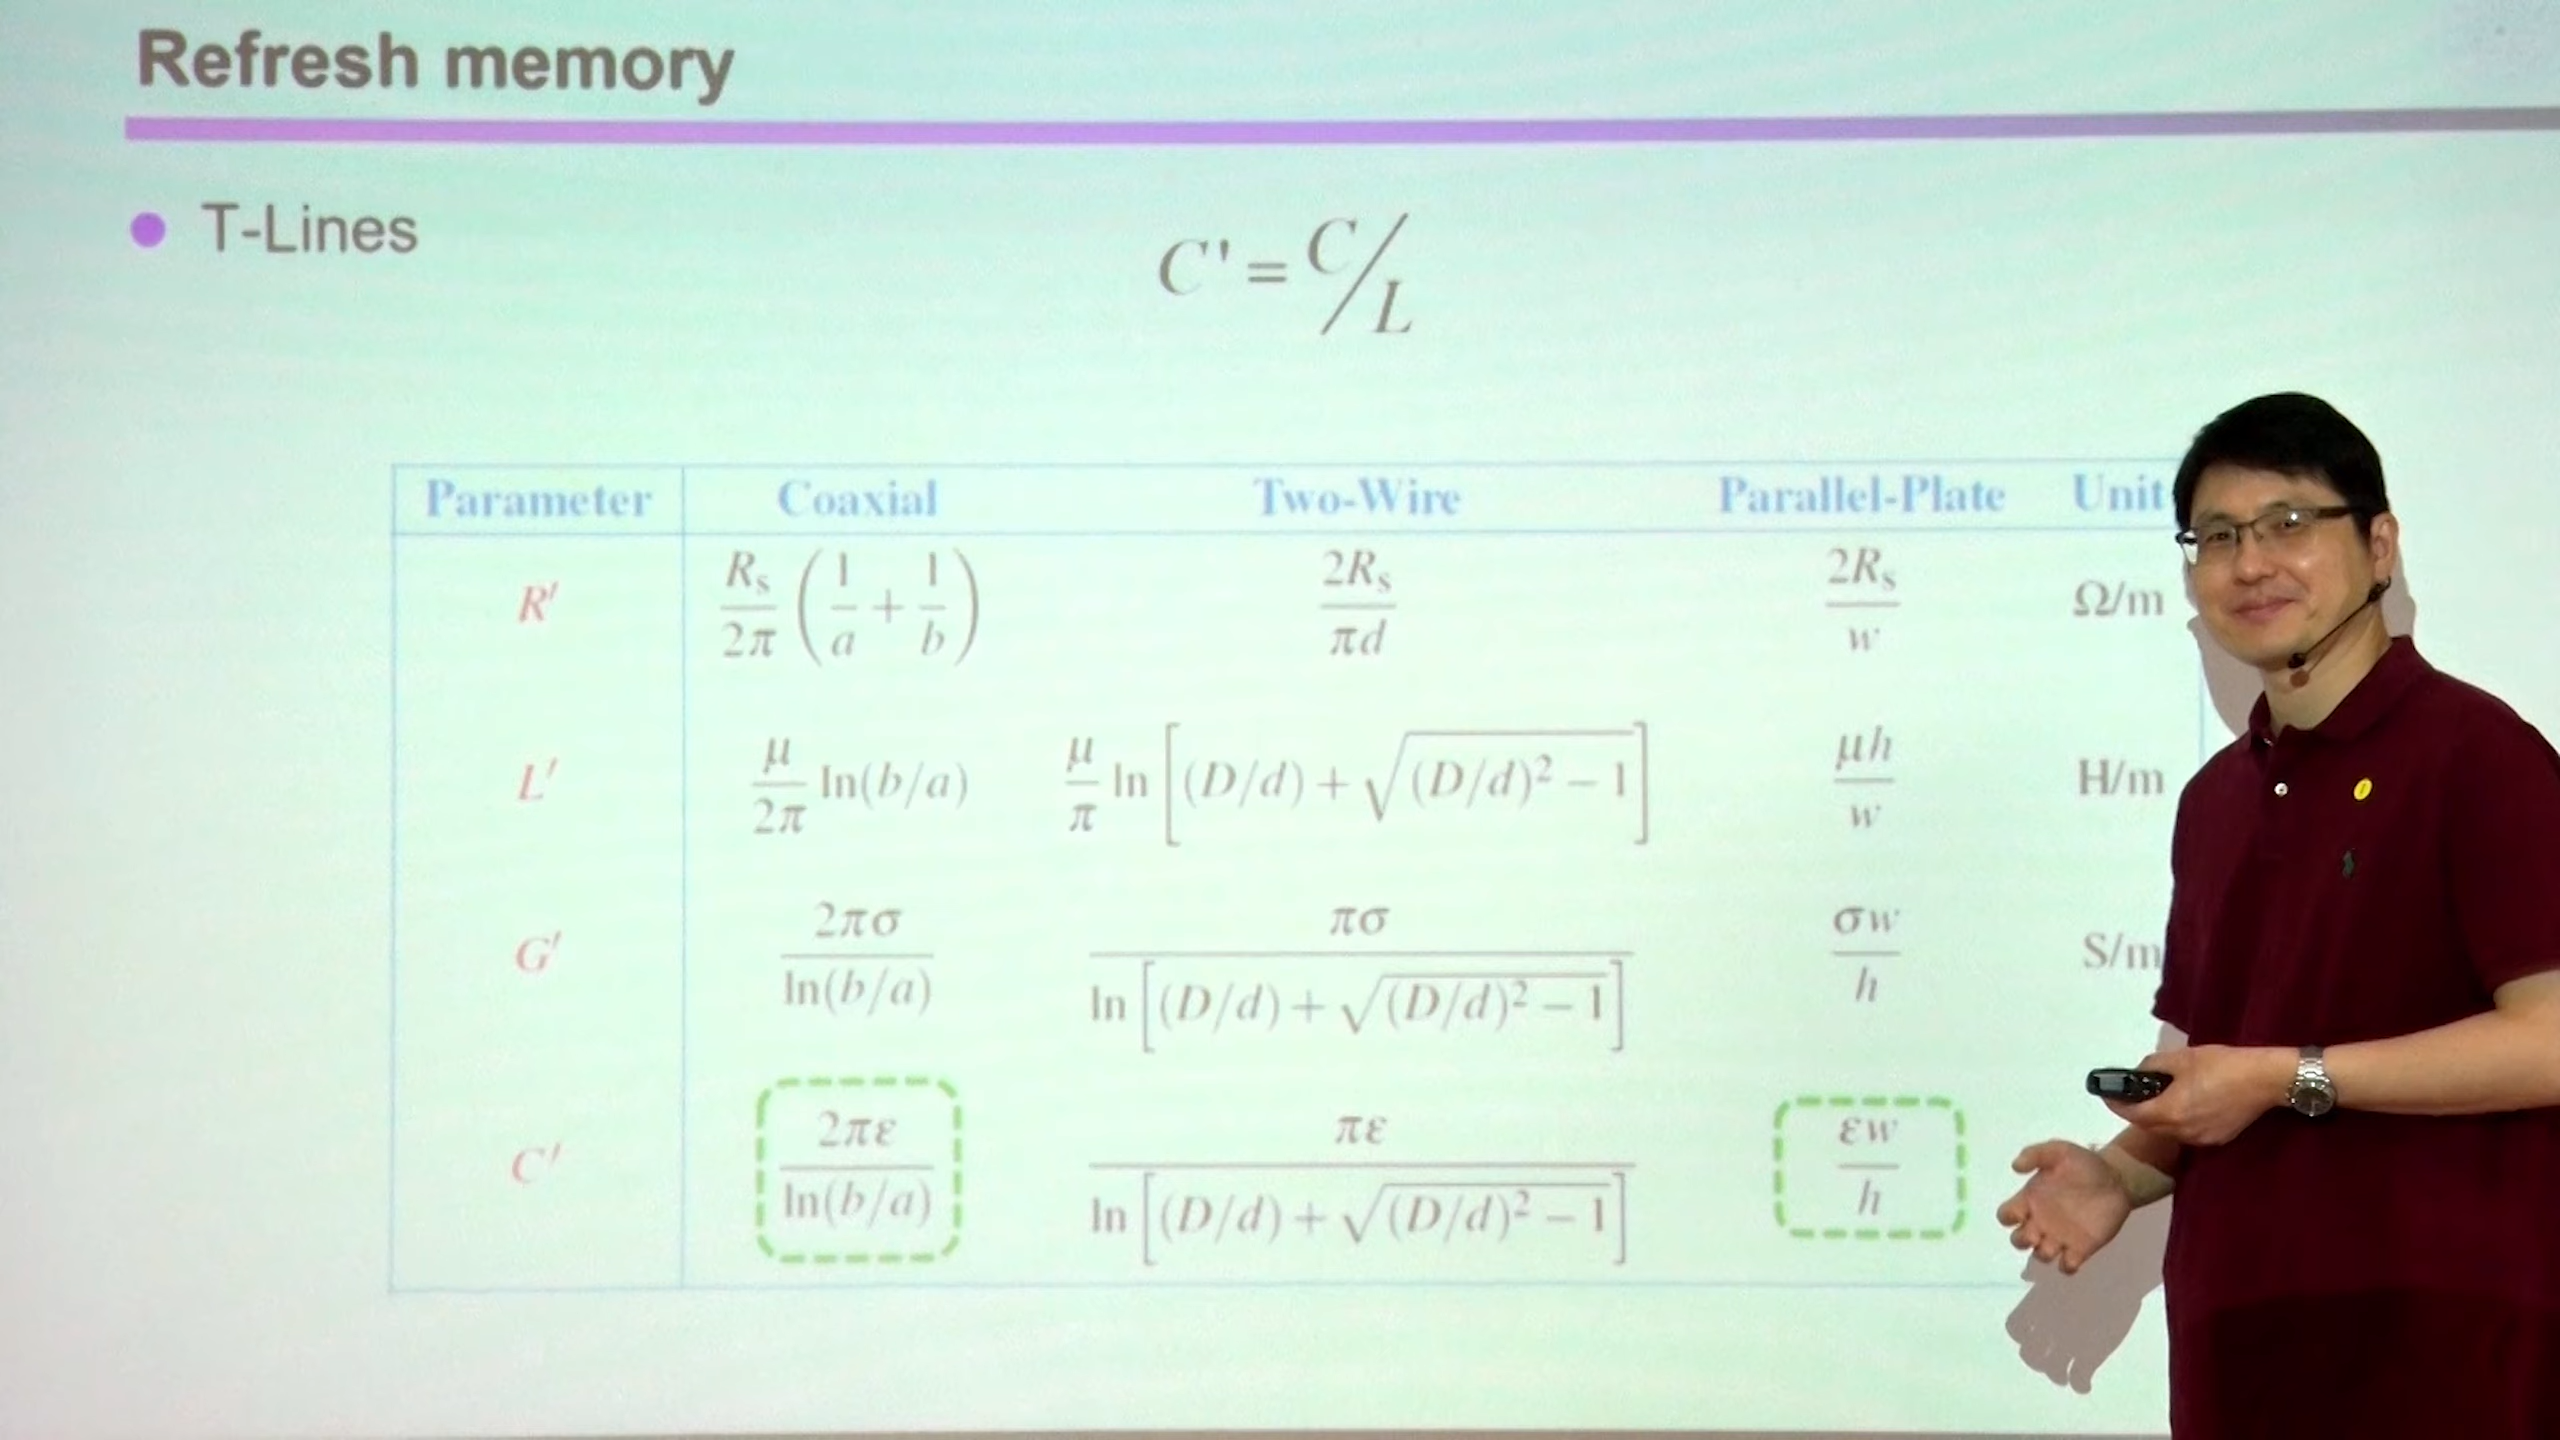 Refresh memory
T-Lines
C' = C/L
Parameter Coaxial Two-Wire Parallel-Plate Unit
R′ Rs/2π (1/a + 1/b) 2Rs/πd 2Rs/w Ω/m
L′ μ/2π ln(b/a) μ/π ln [(D/d) + √((D/d)² − 1)] μh/w H/m
G′ 2πσ/ln(b/a) πσ/ln [(D/d) + √((D/d)² − 1)] σw/h S/m
C′ 2πε/ln(b/a) πε/ln [(D/d) + √((D/d)² − 1)] εw/h